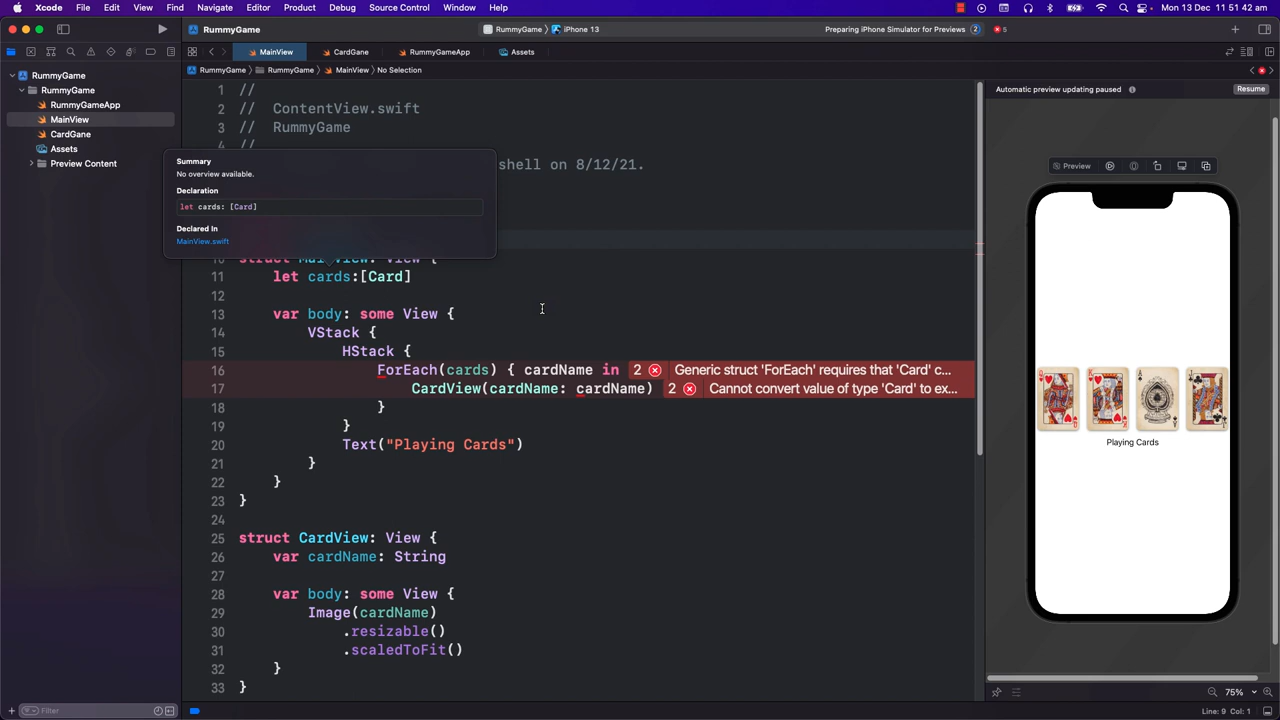 Xcode File Edit View Find Navigate Editor Product Debug Source Control Window Help Mon 13 Dec 11 51 42 am
RummyGame RummyGame iPhone 13 Preparing iPhone Simulator for Previews 2 5
MainView CardGane RummyGameApp Assets
RummyGame RummyGame MainView No Selection
RummyGame
RummyGame
RummyGameApp
MainView
CardGane
Assets
Preview Content
1 //
2 // ContentView.swift
3 // RummyGame
4 //
shell on 8/12/21.
Summary
No overview available.
Declaration
let cards: [Card]
Declared In
MainView.swift
11 let cards:[Card]
12
13 var body: some View {
14 VStack {
15 HStack {
16 ForEach(cards) { cardName in 2 Generic struct 'ForEach' requires that 'Card' c...
17 CardView(cardName: cardName) 2 Cannot convert value of type 'Card' to ex...
18 }
19 }
20 Text("Playing Cards")
21 }
22 }
23 }
24
25 struct CardView: View {
26 var cardName: String
27
28 var body: some View {
29 Image(cardName)
30 .resizable()
31 .scaledToFit()
32 }
33 }
Automatic preview updating paused Resume
Preview
Playing Cards
Filter
75%
Line: 9 Col: 1